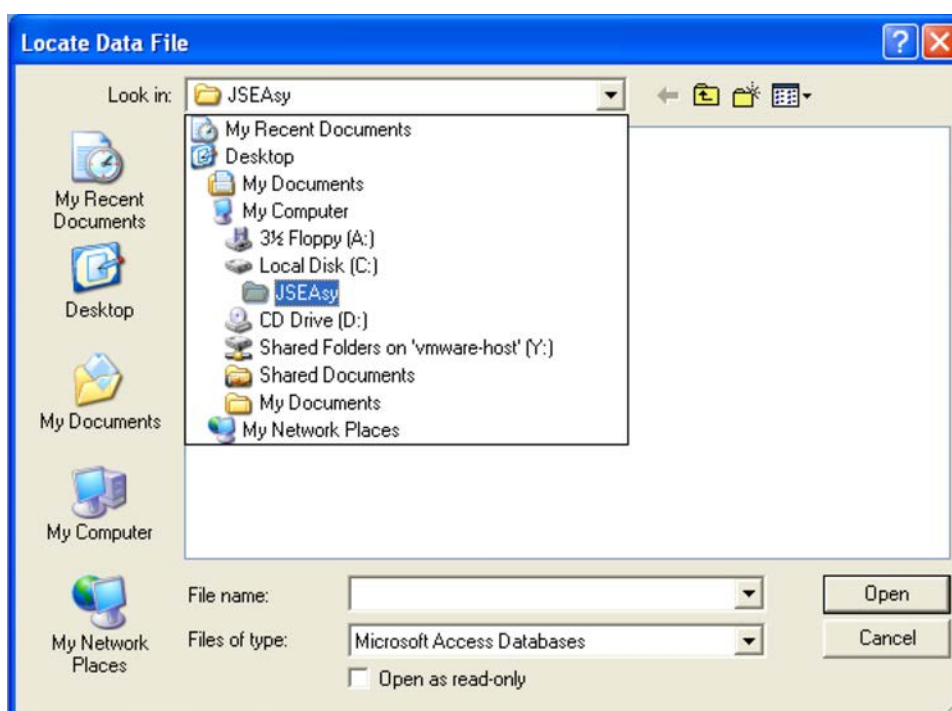 Locate Data File
Look in:
JSEAsy
My Recent Documents
Desktop
My Documents
My Computer
3½ Floppy (A:)
Local Disk (C:)
JSEAsy
CD Drive (D:)
Shared Folders on 'vmware-host' (Y:)
Shared Documents
My Documents
My Network Places
My Recent
Documents
Desktop
My Documents
My Computer
My Network
Places
File name:
Open
Files of type:
Microsoft Access Databases
Cancel
Open as read-only